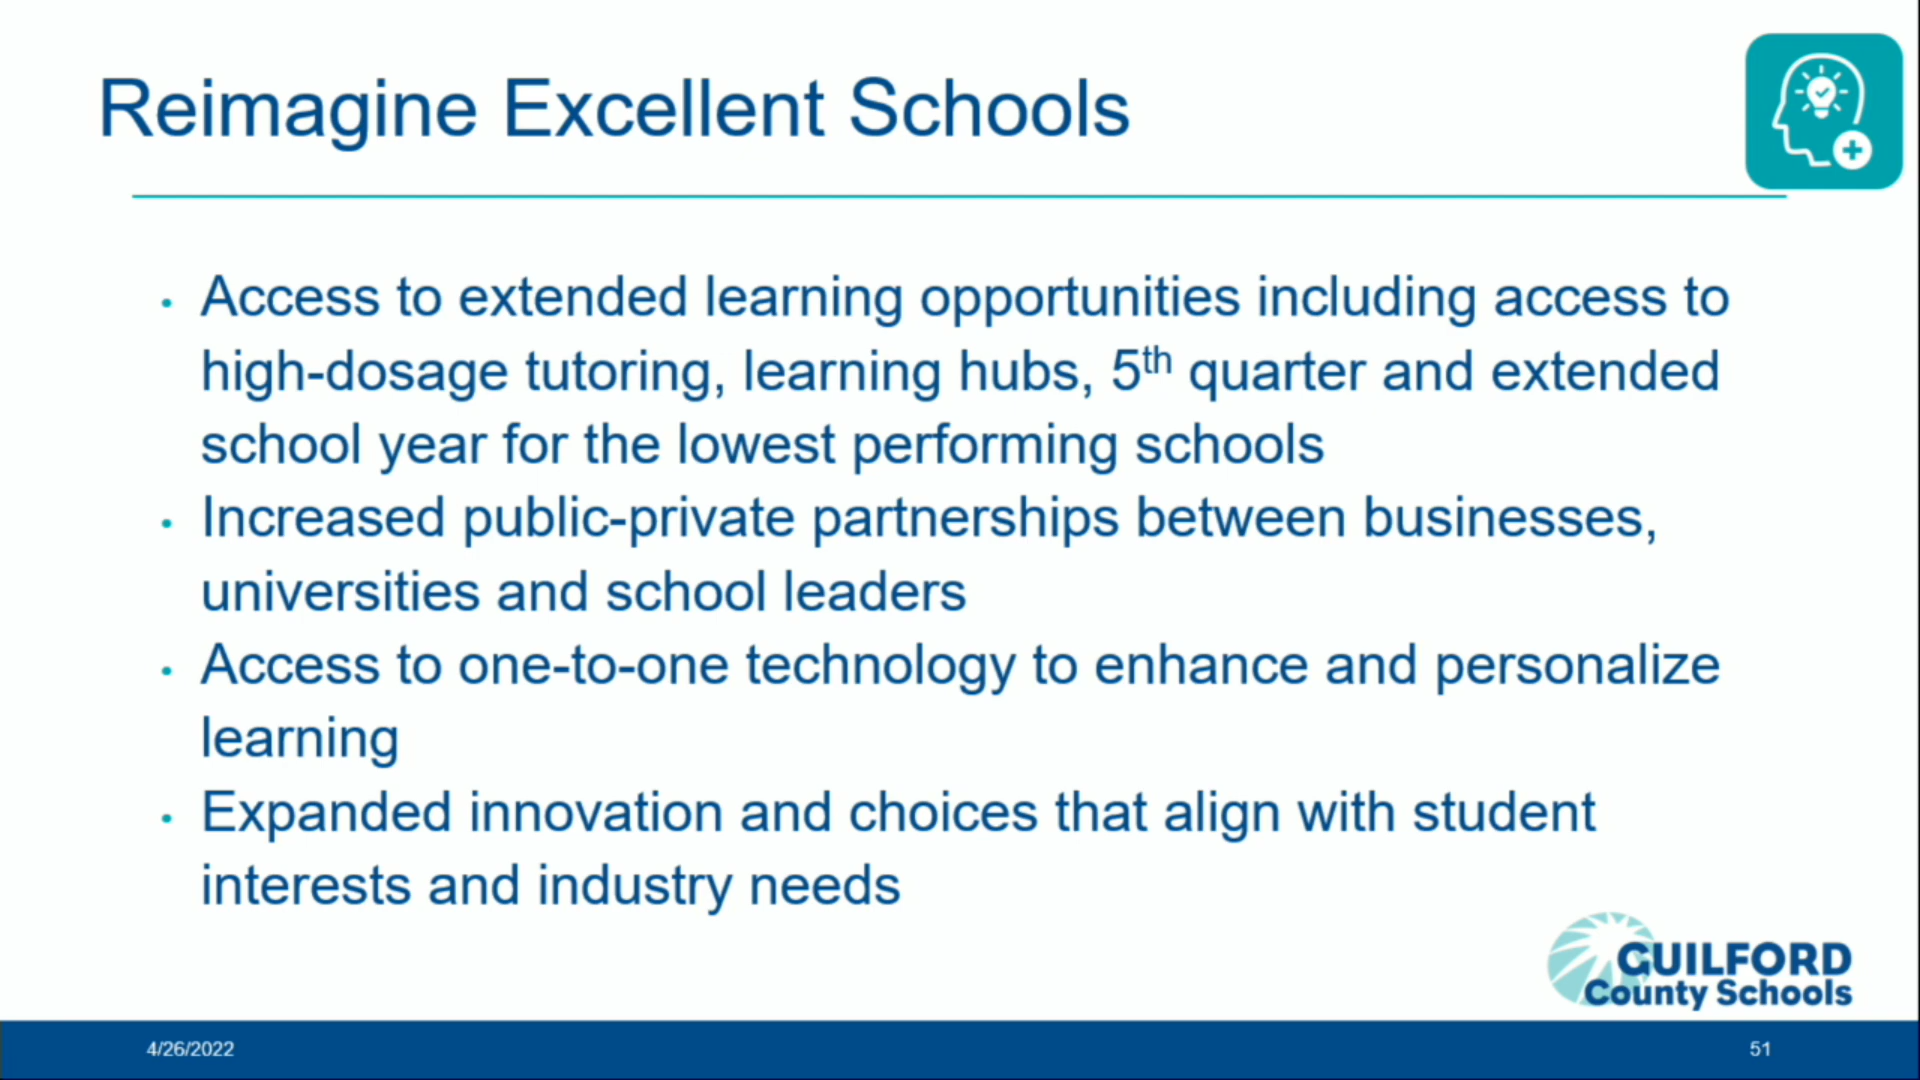 Reimagine Excellent Schools
• Access to extended learning opportunities including access to
high-dosage tutoring, learning hubs, 5th quarter and extended
school year for the lowest performing schools
• Increased public-private partnerships between businesses,
universities and school leaders
• Access to one-to-one technology to enhance and personalize
learning
• Expanded innovation and choices that align with student
interests and industry needs
GUILFORD
County Schools
4/26/2022
51